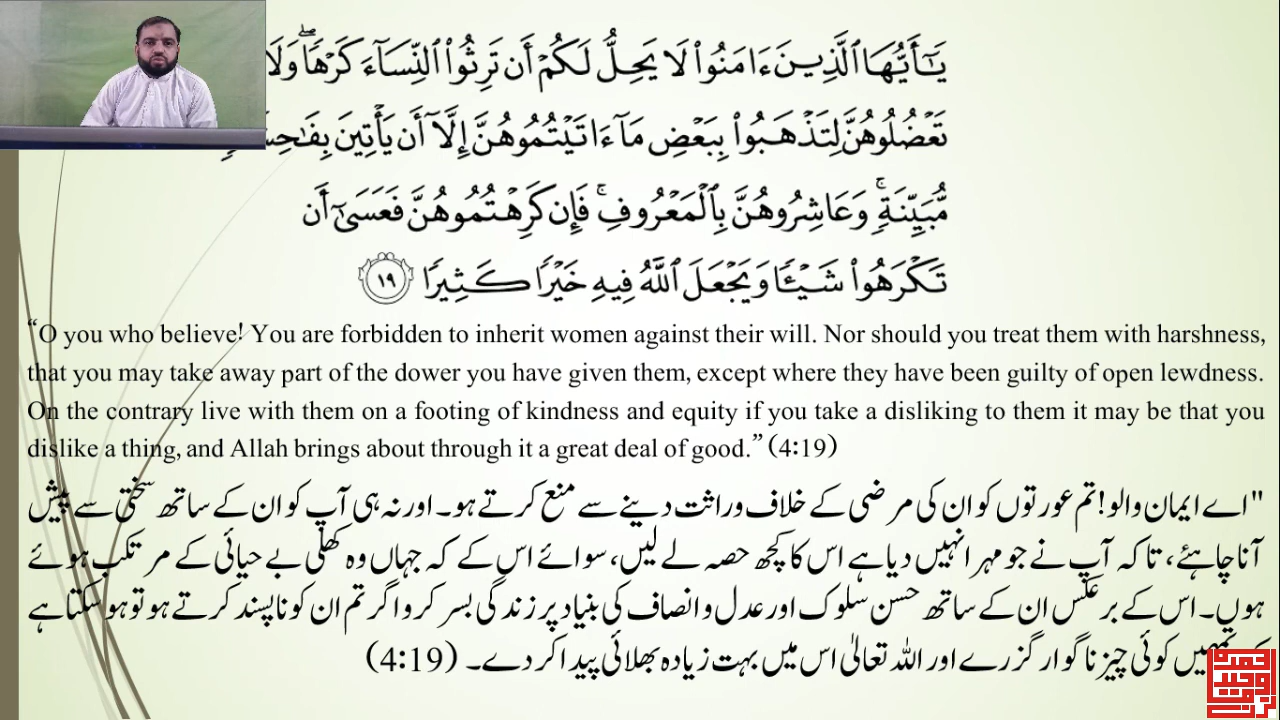 يَـٰٓأَيُّهَا ٱلَّذِينَ ءَامَنُوا۟ لَا يَحِلُّ لَكُمْ أَن تَرِثُوا۟ ٱلنِّسَآءَ كَرْهًۭا ۖ وَلَا
تَعْضُلُوهُنَّ لِتَذْهَبُوا۟ بِبَعْضِ مَآ ءَاتَيْتُمُوهُنَّ إِلَّآ أَن يَأْتِينَ
مُّبَيِّنَةٍۢ ۚ وَعَاشِرُوهُنَّ بِٱلْمَعْرُوفِ ۚ فَإِن كَرِهْتُمُوهُنَّ فَعَسَىٰٓ أَن
تَكْرَهُوا۟ شَيْـًۭٔا وَيَجْعَلَ ٱللَّهُ فِيهِ خَيْرًۭا كَثِيرًۭا ١٩
“O you who believe! You are forbidden to inherit women against their will. Nor should you treat them with harshness,
that you may take away part of the dower you have given them, except where they have been guilty of open lewdness.
On the contrary live with them on a footing of kindness and equity if you take a disliking to them it may be that you
dislike a thing, and Allah brings about through it a great deal of good.” (4:19)
"اے ایمان والو! تم عورتوں کو ان کی مرضی کے خلاف وراثت دینے سے منع کرتے ہو۔ اور نہ ہی آپ کو ان کے ساتھ سختی سے پیش
آنا چاہئے، تاکہ آپ نے جو مہر انہیں دیا ہے اس کا کچھ حصہ لے لیں، سوائے اس کے کہ جہاں وہ کھلی بے حیائی کے مرتکب ہوئے
ہوں۔ اس کے برعکس ان کے ساتھ حسن سلوک اور عدل و انصاف کی بنیاد پر زندگی بسر کرو اگر تم ان کو ناپسند کرتے ہو تو ہو سکتا ہے
کوئی چیز ناگوار گزرے اور اللہ تعالیٰ اس میں بہت زیادہ بھلائی پیدا کر دے۔ (4:19)